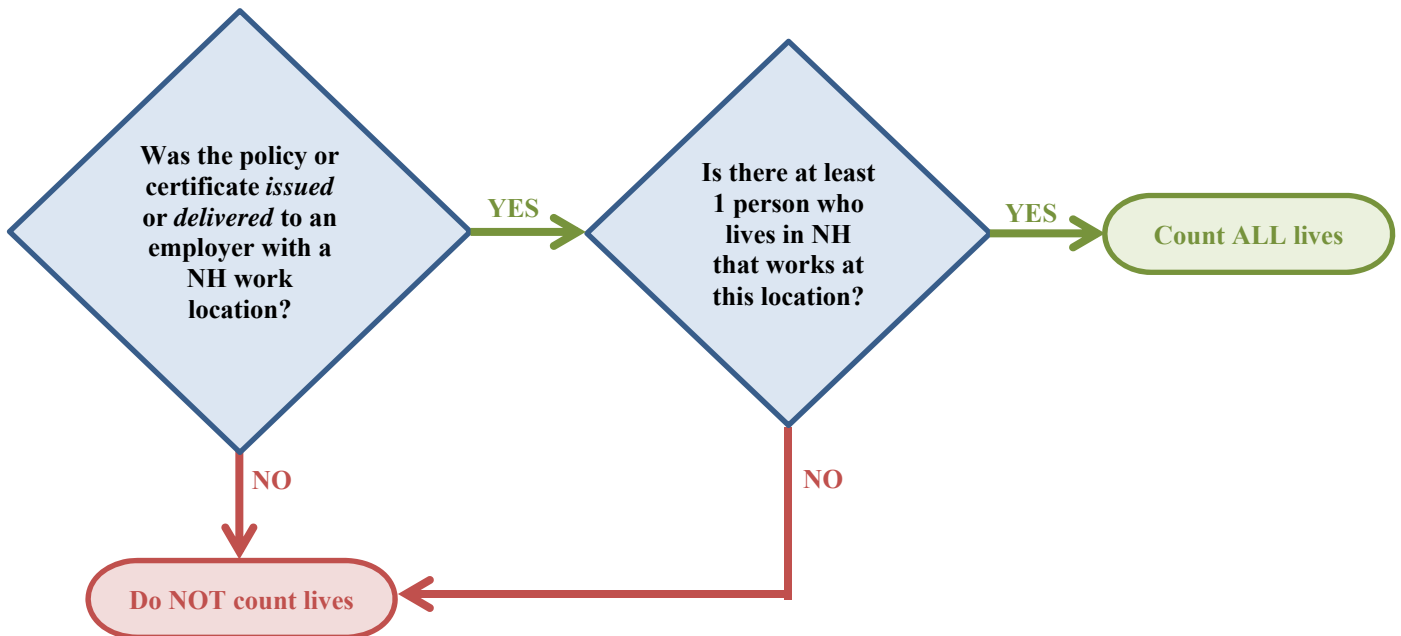 Was the policy or
certificate issued
or delivered to an
employer with a
NH work
location?
YES
Is there at least
1 person who
lives in NH
that works at
this location?
YES
Count ALL lives
NO
NO
Do NOT count lives